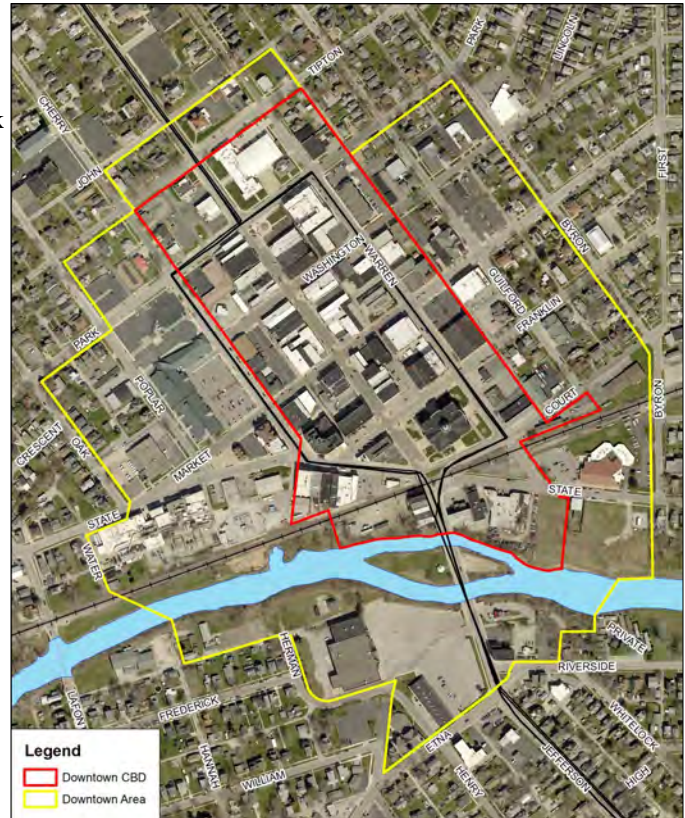 k
PARK
LINCOLN
TIPTON
CHERRY
JOHN
FIRST
BYRON
WASHINGTON
WARREN
GUILFORD
FRANKLIN
PARK
POPLAR
COURT
BYRON
CRESCENT
OAK
MARKET
STATE
STATE
WATER
PRIVATE
HERMAN
RIVERSIDE
LAFON
FREDERICK
WHITELOCK
ETNA
HANNAH
JEFFERSON
HIGH
WILLIAM
HENRY
Legend
Downtown CBD
Downtown Area